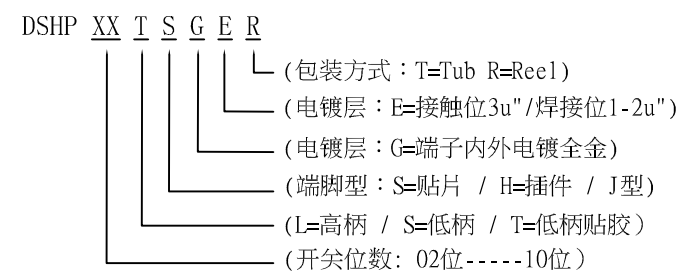 DSHP XX T S G E R
(包装方式：T=Tub R=Reel)
(电镀层：E=接触位3u"/焊接位1-2u")
(电镀层：G=端子内外电镀全金)
(端脚型：S=贴片 / H=插件 / J型)
(L=高柄 / S=低柄 / T=低柄贴胶)
(开关位数: 02位-----10位)